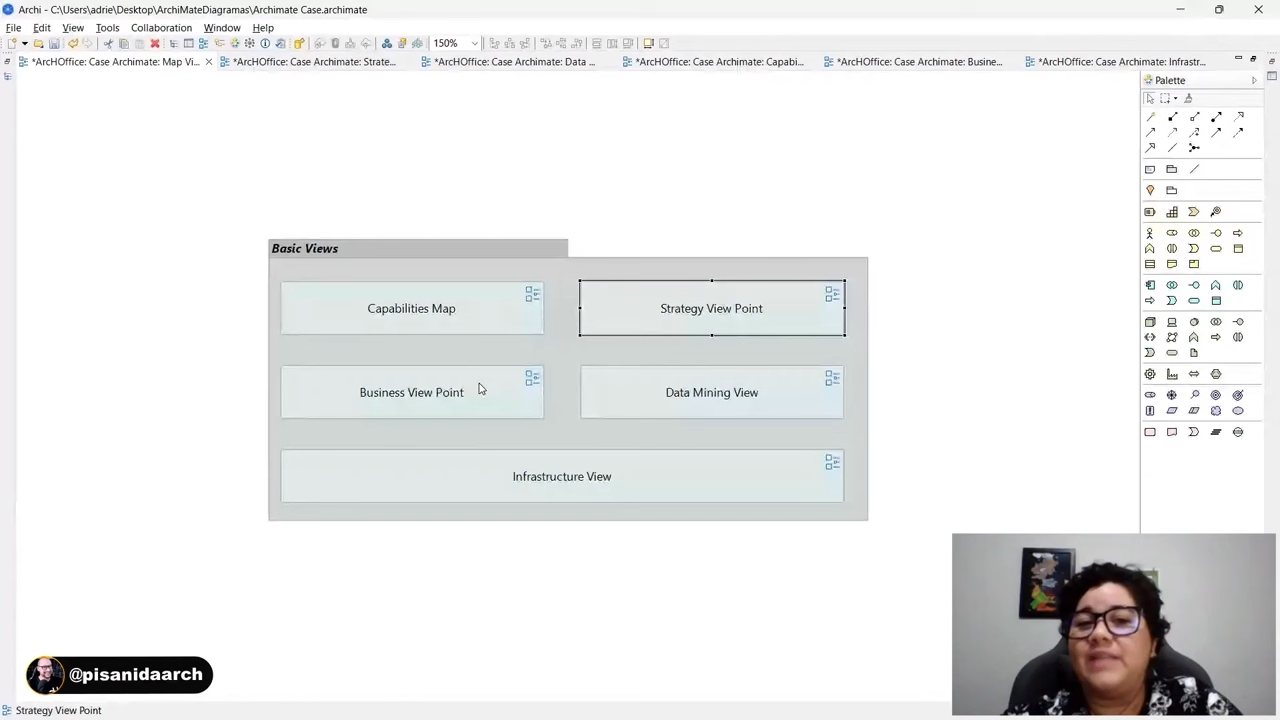 Archi - C:\Users\adrie\Desktop\ArchiMateDiagramas\Archimate Case.archimate
File Edit View Tools Collaboration Window Help
150%
*ArcHOffice: Case Archimate: Map Vi... *ArcHOffice: Case Archimate: Strate... *ArcHOffice: Case Archimate: Data ... *ArcHOffice: Case Archimate: Capabi... *ArcHOffice: Case Archimate: Busine... *ArcHOffice: Case Archimate: Infrastr...
Palette
Basic Views
Capabilities Map
Strategy View Point
Business View Point
Data Mining View
Infrastructure View
@pisanidaarch
Strategy View Point